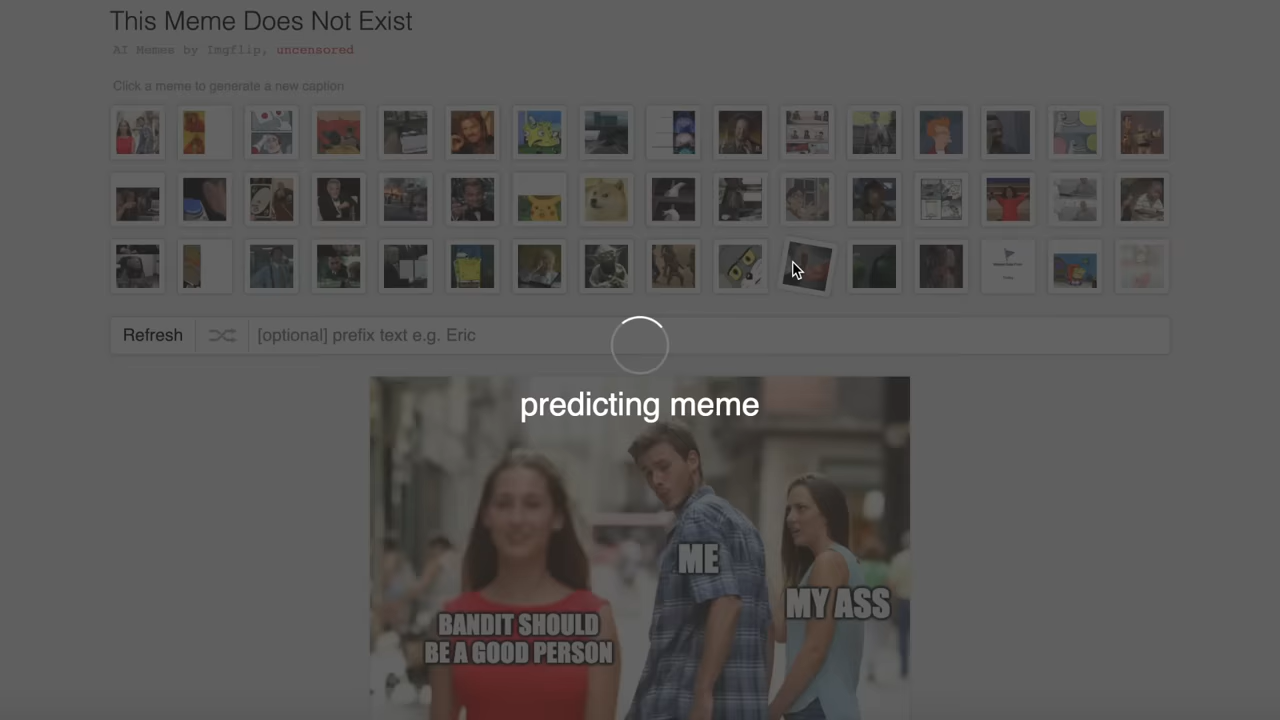 This Meme Does Not Exist
AI Memes by Imgflip, uncensored
Click a meme to generate a new caption
Refresh
[optional] prefix text e.g. Eric
predicting meme
ME
MY ASS
BANDIT SHOULD
BE A GOOD PERSON